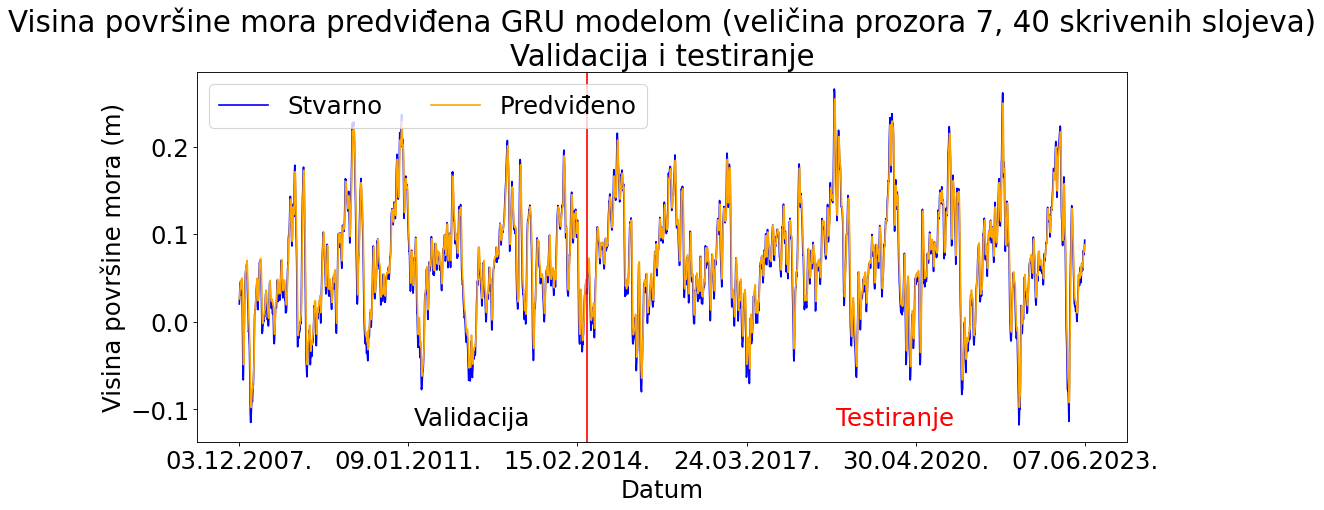 Visina površine mora predviđena GRU modelom (veličina prozora 7, 40 skrivenih slojeva)
Validacija i testiranje
Stvarno
Predviđeno
Visina površine mora (m)
0.2
0.1
0.0
−0.1
Validacija
Testiranje
03.12.2007.
09.01.2011.
15.02.2014.
24.03.2017.
30.04.2020.
07.06.2023.
Datum